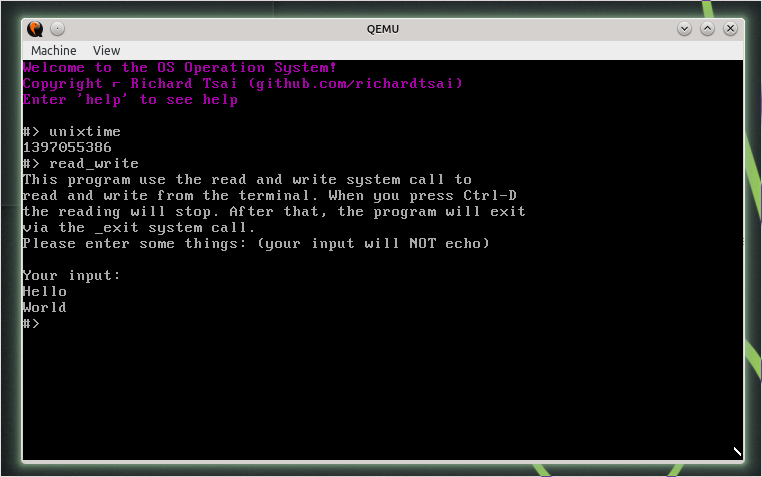 QEMU
Machine View
Welcome to the OS Operation System!
Copyright r Richard Tsai (github.com/richardtsai)
Enter 'help' to see help
#> unixtime
1397055386
#> read_write
This program use the read and write system call to
read and write from the terminal. When you press Ctrl-D
the reading will stop. After that, the program will exit
via the _exit system call.
Please enter some things: (your input will NOT echo)
Your input:
Hello
World
#>